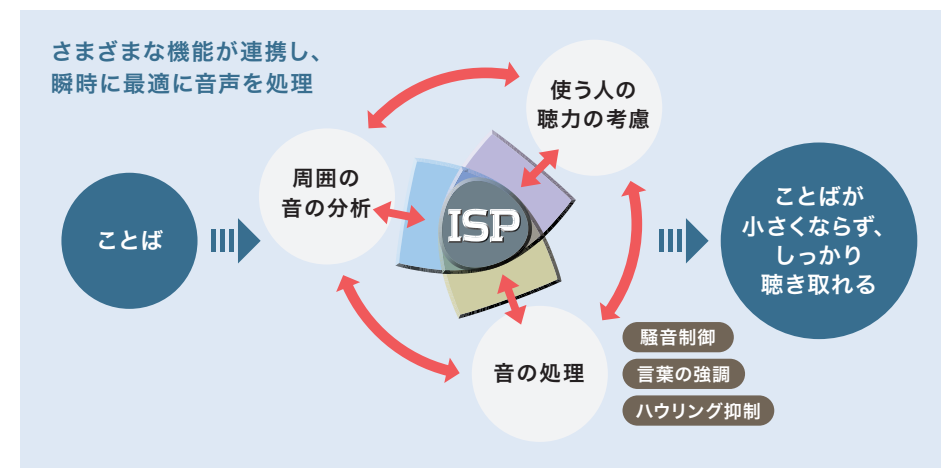 さまざまな機能が連携し、
瞬時に最適に音声を処理
ことば
周囲の
音の分析
使う人の
聴力の考慮
ISP
音の処理
騒音制御
言葉の強調
ハウリング抑制
ことばが
小さくならず、
しっかり
聴き取れる